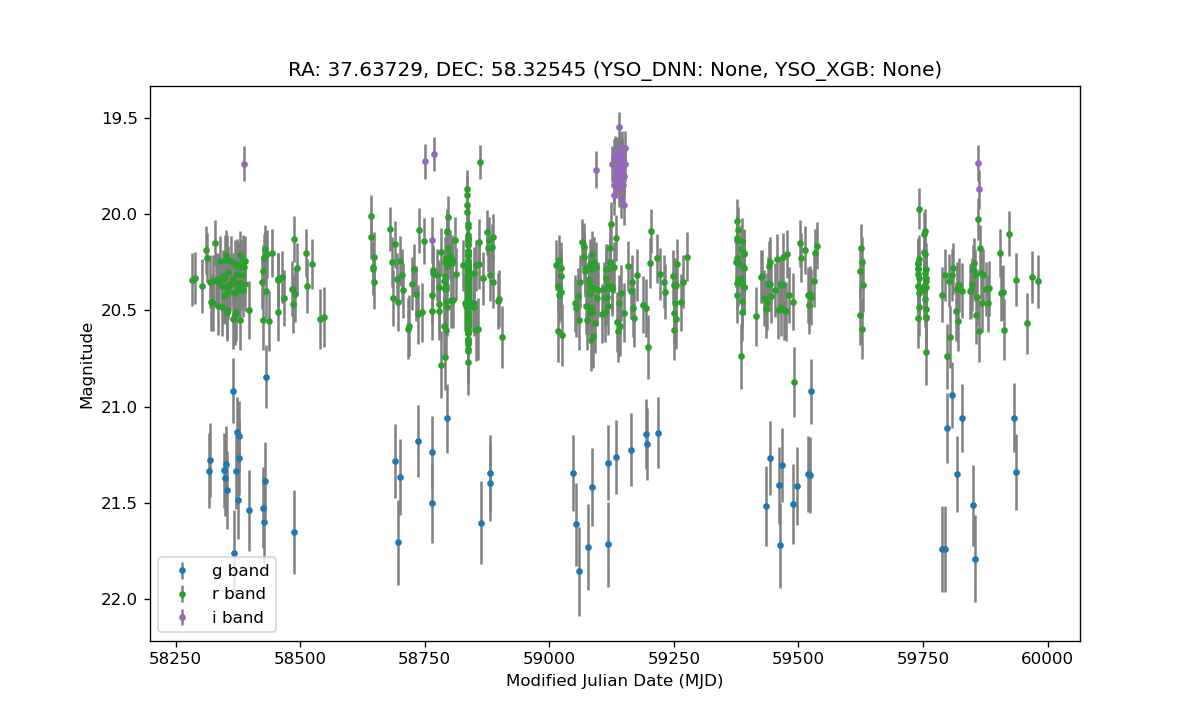 RA: 37.63729, DEC: 58.32545 (YSO_DNN: None, YSO_XGB: None)
19.5
20.0
20.5
21.0
21.5
22.0
Magnitude
g band
r band
i band
58250
58500
58750
59000
59250
59500
59750
60000
Modified Julian Date (MJD)